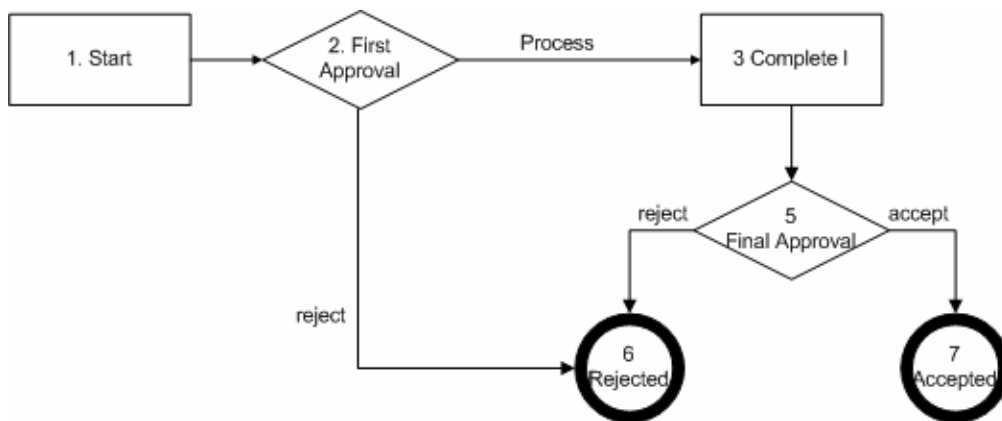 1. Start
2. First
Approval
Process
3 Complete I
reject
5
Final Approval
accept
reject
6
Rejected
7
Accepted